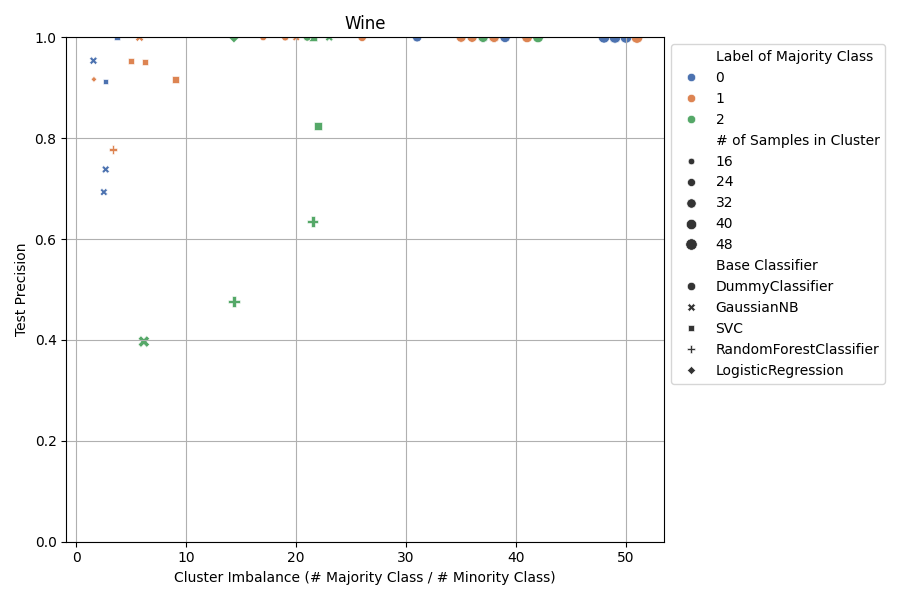 Wine
1.0
0.8
0.6
0.4
0.2
0.0
Test Precision
0
10
20
30
40
50
Cluster Imbalance (# Majority Class / # Minority Class)
Label of Majority Class
0
1
2
# of Samples in Cluster
16
24
32
40
48
Base Classifier
DummyClassifier
GaussianNB
SVC
RandomForestClassifier
LogisticRegression